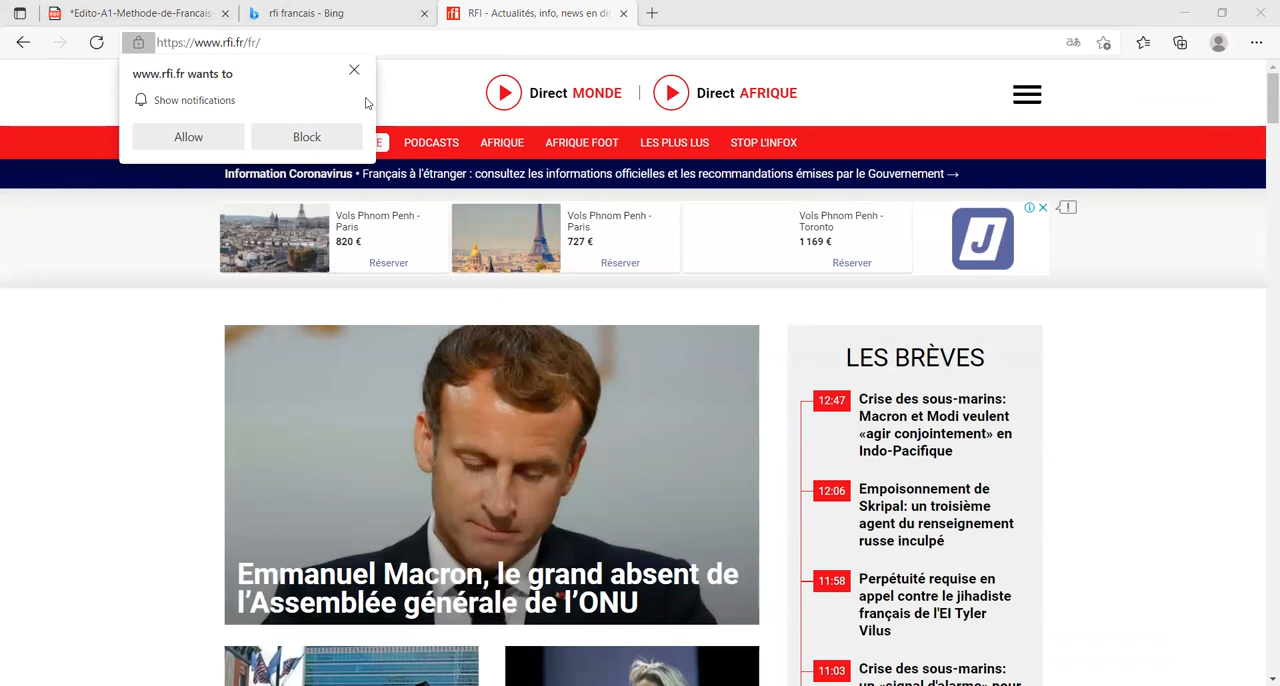 *Edito-A1-Methode-de-Francais
rfi francais - Bing
RFI - Actualités, info, news en dir
https://www.rfi.fr/fr/
www.rfi.fr wants to
Show notifications
Allow
Block
Direct MONDE
Direct AFRIQUE
E
PODCASTS
AFRIQUE
AFRIQUE FOOT
LES PLUS LUS
STOP L'INFOX
Information Coronavirus • Français à l'étranger : consultez les informations officielles et les recommandations émises par le Gouvernement →
Vols Phnom Penh -
Paris
820 €
Réserver
Vols Phnom Penh -
Paris
727 €
Réserver
Vols Phnom Penh -
Toronto
1 169 €
Réserver
J
Emmanuel Macron, le grand absent de
l'Assemblée générale de l'ONU
LES BRÈVES
12:47
Crise des sous-marins:
Macron et Modi veulent
«agir conjointement» en
Indo-Pacifique
12:06
Empoisonnement de
Skripal: un troisième
agent du renseignement
russe inculpé
11:58
Perpétuité requise en
appel contre le jihadiste
français de l'EI Tyler
Vilus
11:03
Crise des sous-marins:
un «signal d'alarme» pour